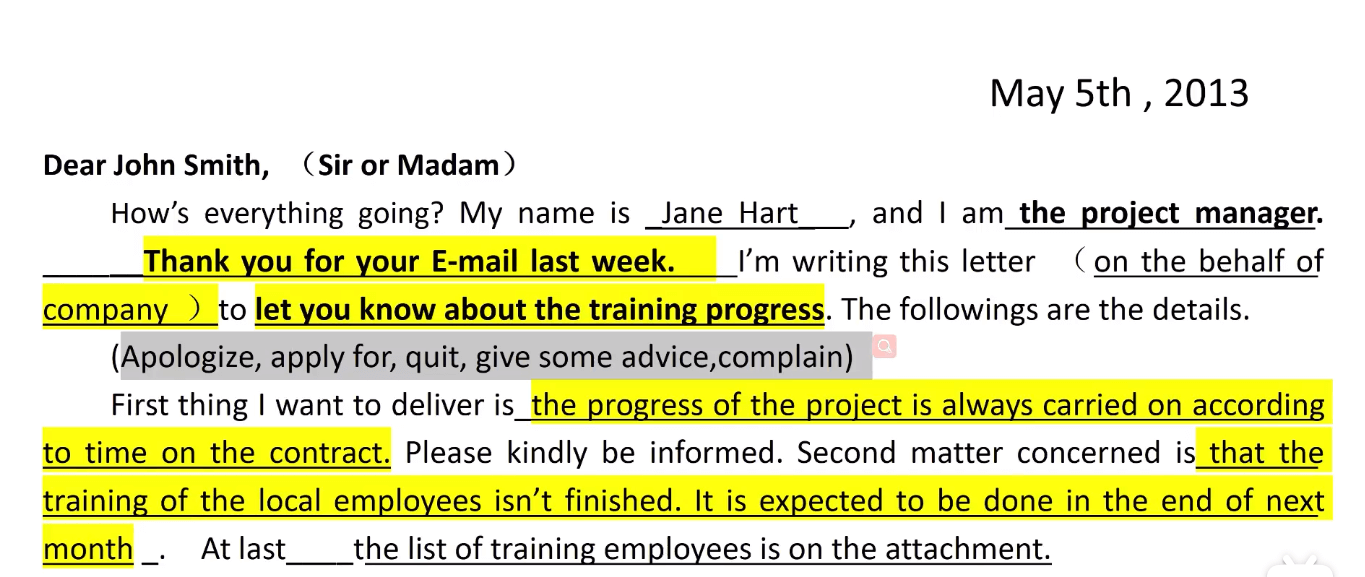 May 5th , 2013
Dear John Smith, （Sir or Madam）
How’s everything going? My name is _Jane Hart___, and I am the project manager.
______Thank you for your E-mail last week. __I’m writing this letter （on the behalf of
company ）to let you know about the training progress. The followings are the details.
(Apologize, apply for, quit, give some advice,complain)
First thing I want to deliver is_the progress of the project is always carried on according
to time on the contract. Please kindly be informed. Second matter concerned is that the
training of the local employees isn’t finished. It is expected to be done in the end of next
month _. At last____the list of training employees is on the attachment.